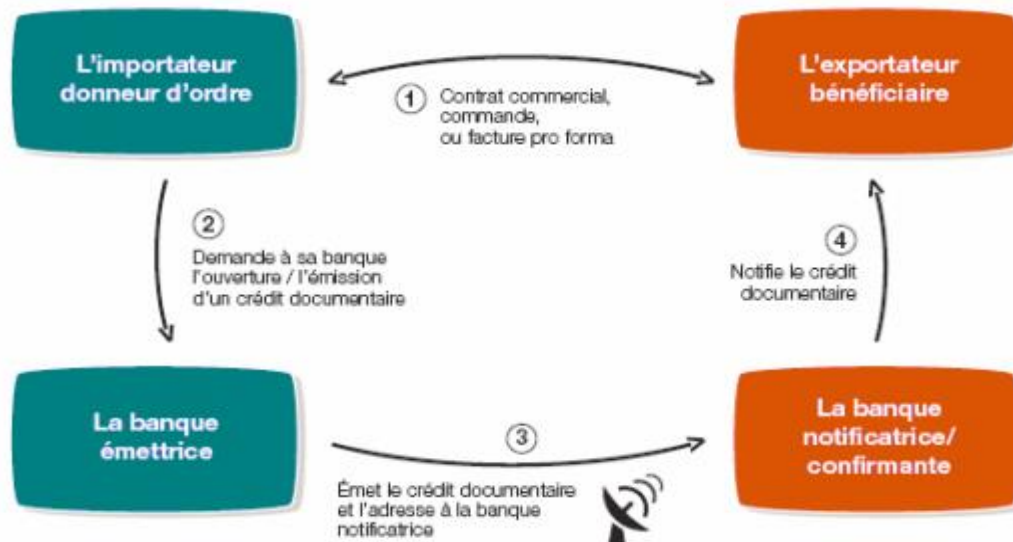 L'importateur
donneur d'ordre
1
Contrat commercial,
commande,
ou facture pro forma
L'exportateur
bénéficiaire
2
Demande à sa banque
l'ouverture / l'émission
d'un crédit documentaire
4
Notifie le crédit
documentaire
La banque
émettrice
3
Émet le crédit documentaire
et l'adresse à la banque
notificatrice
La banque
notificatrice/
confirmante